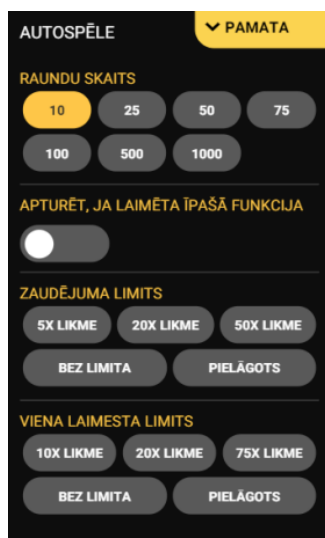 AUTOSPĒLE
PAMATA
RAUNDU SKAITS
10 25 50 75
100 500 1000
APTURĒT, JA LAIMĒTA ĪPAŠĀ FUNKCIJA
ZAUDĒJUMA LIMITS
5X LIKME 20X LIKME 50X LIKME
BEZ LIMITA PIELĀGOTS
VIENA LAIMESTA LIMITS
10X LIKME 20X LIKME 75X LIKME
BEZ LIMITA PIELĀGOTS